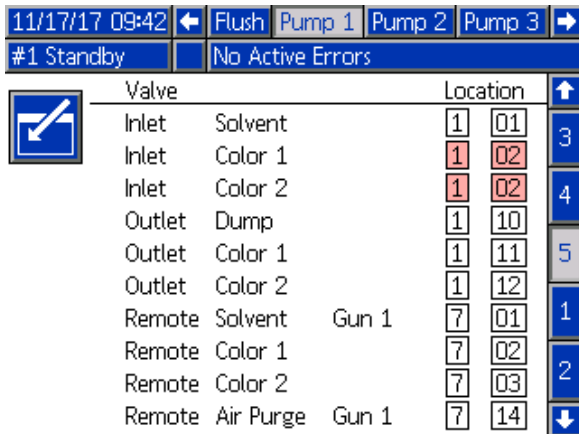 11/17/17 09:42 Flush Pump 1 Pump 2 Pump 3
#1 Standby No Active Errors
Valve Location
Inlet Solvent 1 01
Inlet Color 1 1 02
Inlet Color 2 1 02
Outlet Dump 1 10
Outlet Color 1 1 11
Outlet Color 2 1 12
Remote Solvent Gun 1 7 01
Remote Color 1 7 02
Remote Color 2 7 03
Remote Air Purge Gun 1 7 14
3
4
5
1
2